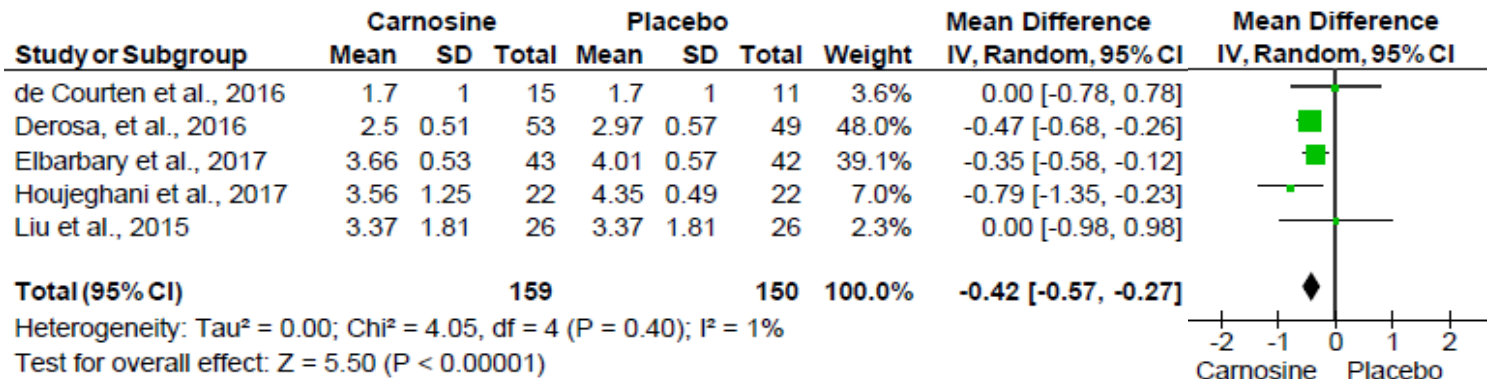 Carnosine Placebo Mean Difference Mean Difference
Study or Subgroup Mean SD Total Mean SD Total Weight IV, Random, 95% CI IV, Random, 95% CI
de Courten et al., 2016 1.7 1 15 1.7 1 11 3.6% 0.00 [-0.78, 0.78]
Derosa, et al., 2016 2.5 0.51 53 2.97 0.57 49 48.0% -0.47 [-0.68, -0.26]
Elbarbary et al., 2017 3.66 0.53 43 4.01 0.57 42 39.1% -0.35 [-0.58, -0.12]
Houjeghani et al., 2017 3.56 1.25 22 4.35 0.49 22 7.0% -0.79 [-1.35, -0.23]
Liu et al., 2015 3.37 1.81 26 3.37 1.81 26 2.3% 0.00 [-0.98, 0.98]
Total (95% CI) 159 150 100.0% -0.42 [-0.57, -0.27]
Heterogeneity: Tau² = 0.00; Chi² = 4.05, df = 4 (P = 0.40); I² = 1%
Test for overall effect: Z = 5.50 (P < 0.00001)
-2 -1 0 1 2
Carnosine Placebo